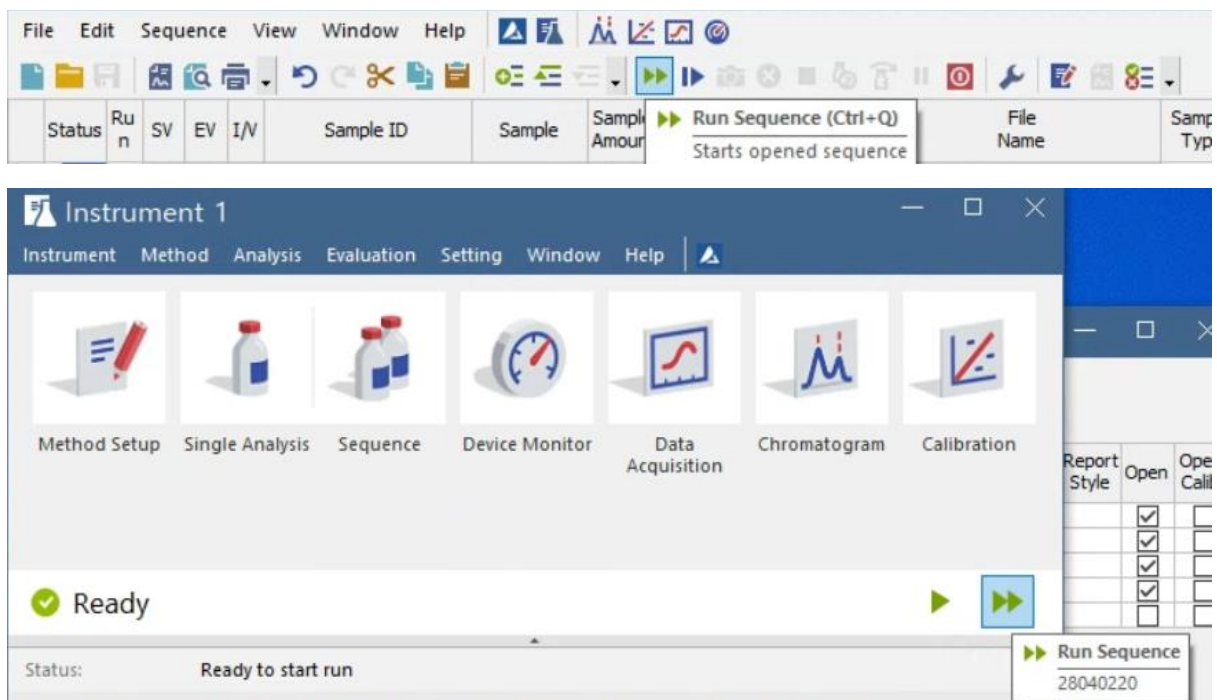 File Edit Sequence View Window Help
Run Sequence (Ctrl+Q)
Starts opened sequence
Status Ru
n SV EV I/V Sample ID Sample Sampl
Amour File
Name Samp
Typ
Instrument 1
Instrument Method Analysis Evaluation Setting Window Help
Method Setup Single Analysis Sequence Device Monitor Data
Acquisition Chromatogram Calibration
Report
Style Open Ope
Calil
Ready
Run Sequence
28040220
Status: Ready to start run